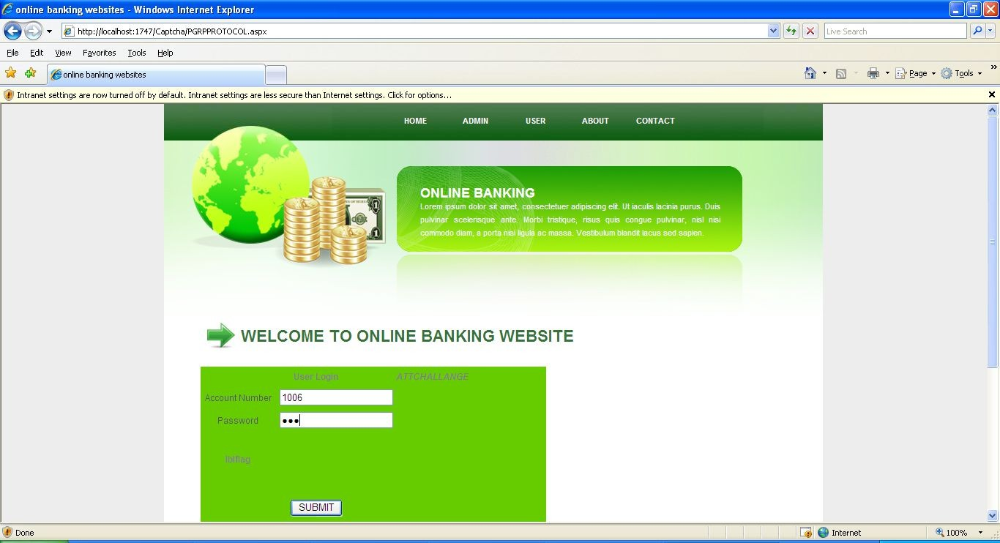 online banking websites - Windows Internet Explorer
http://localhost:1747/Captcha/PGRPPROTOCOL.aspx
Live Search
File Edit View Favorites Tools Help
online banking websites
Page Tools »
Intranet settings are now turned off by default. Intranet settings are less secure than Internet settings. Click for options...
HOME ADMIN USER ABOUT CONTACT
ONLINE BANKING
Lorem ipsum dolor sit amet, consectetuer adipiscing elit. Ut iaculis lacinia purus. Duis
pulvinar scelerisque ante. Morbi tristique, risus quis congue pulvinar, nisl nisi
commodo diam, a porta nisi ligula ac massa. Vestibulum blandit lacus sed sapien.
WELCOME TO ONLINE BANKING WEBSITE
User Login ATTCHALLANGE
Account Number 1006
Password •••
lblflag
SUBMIT
Done Internet 100%